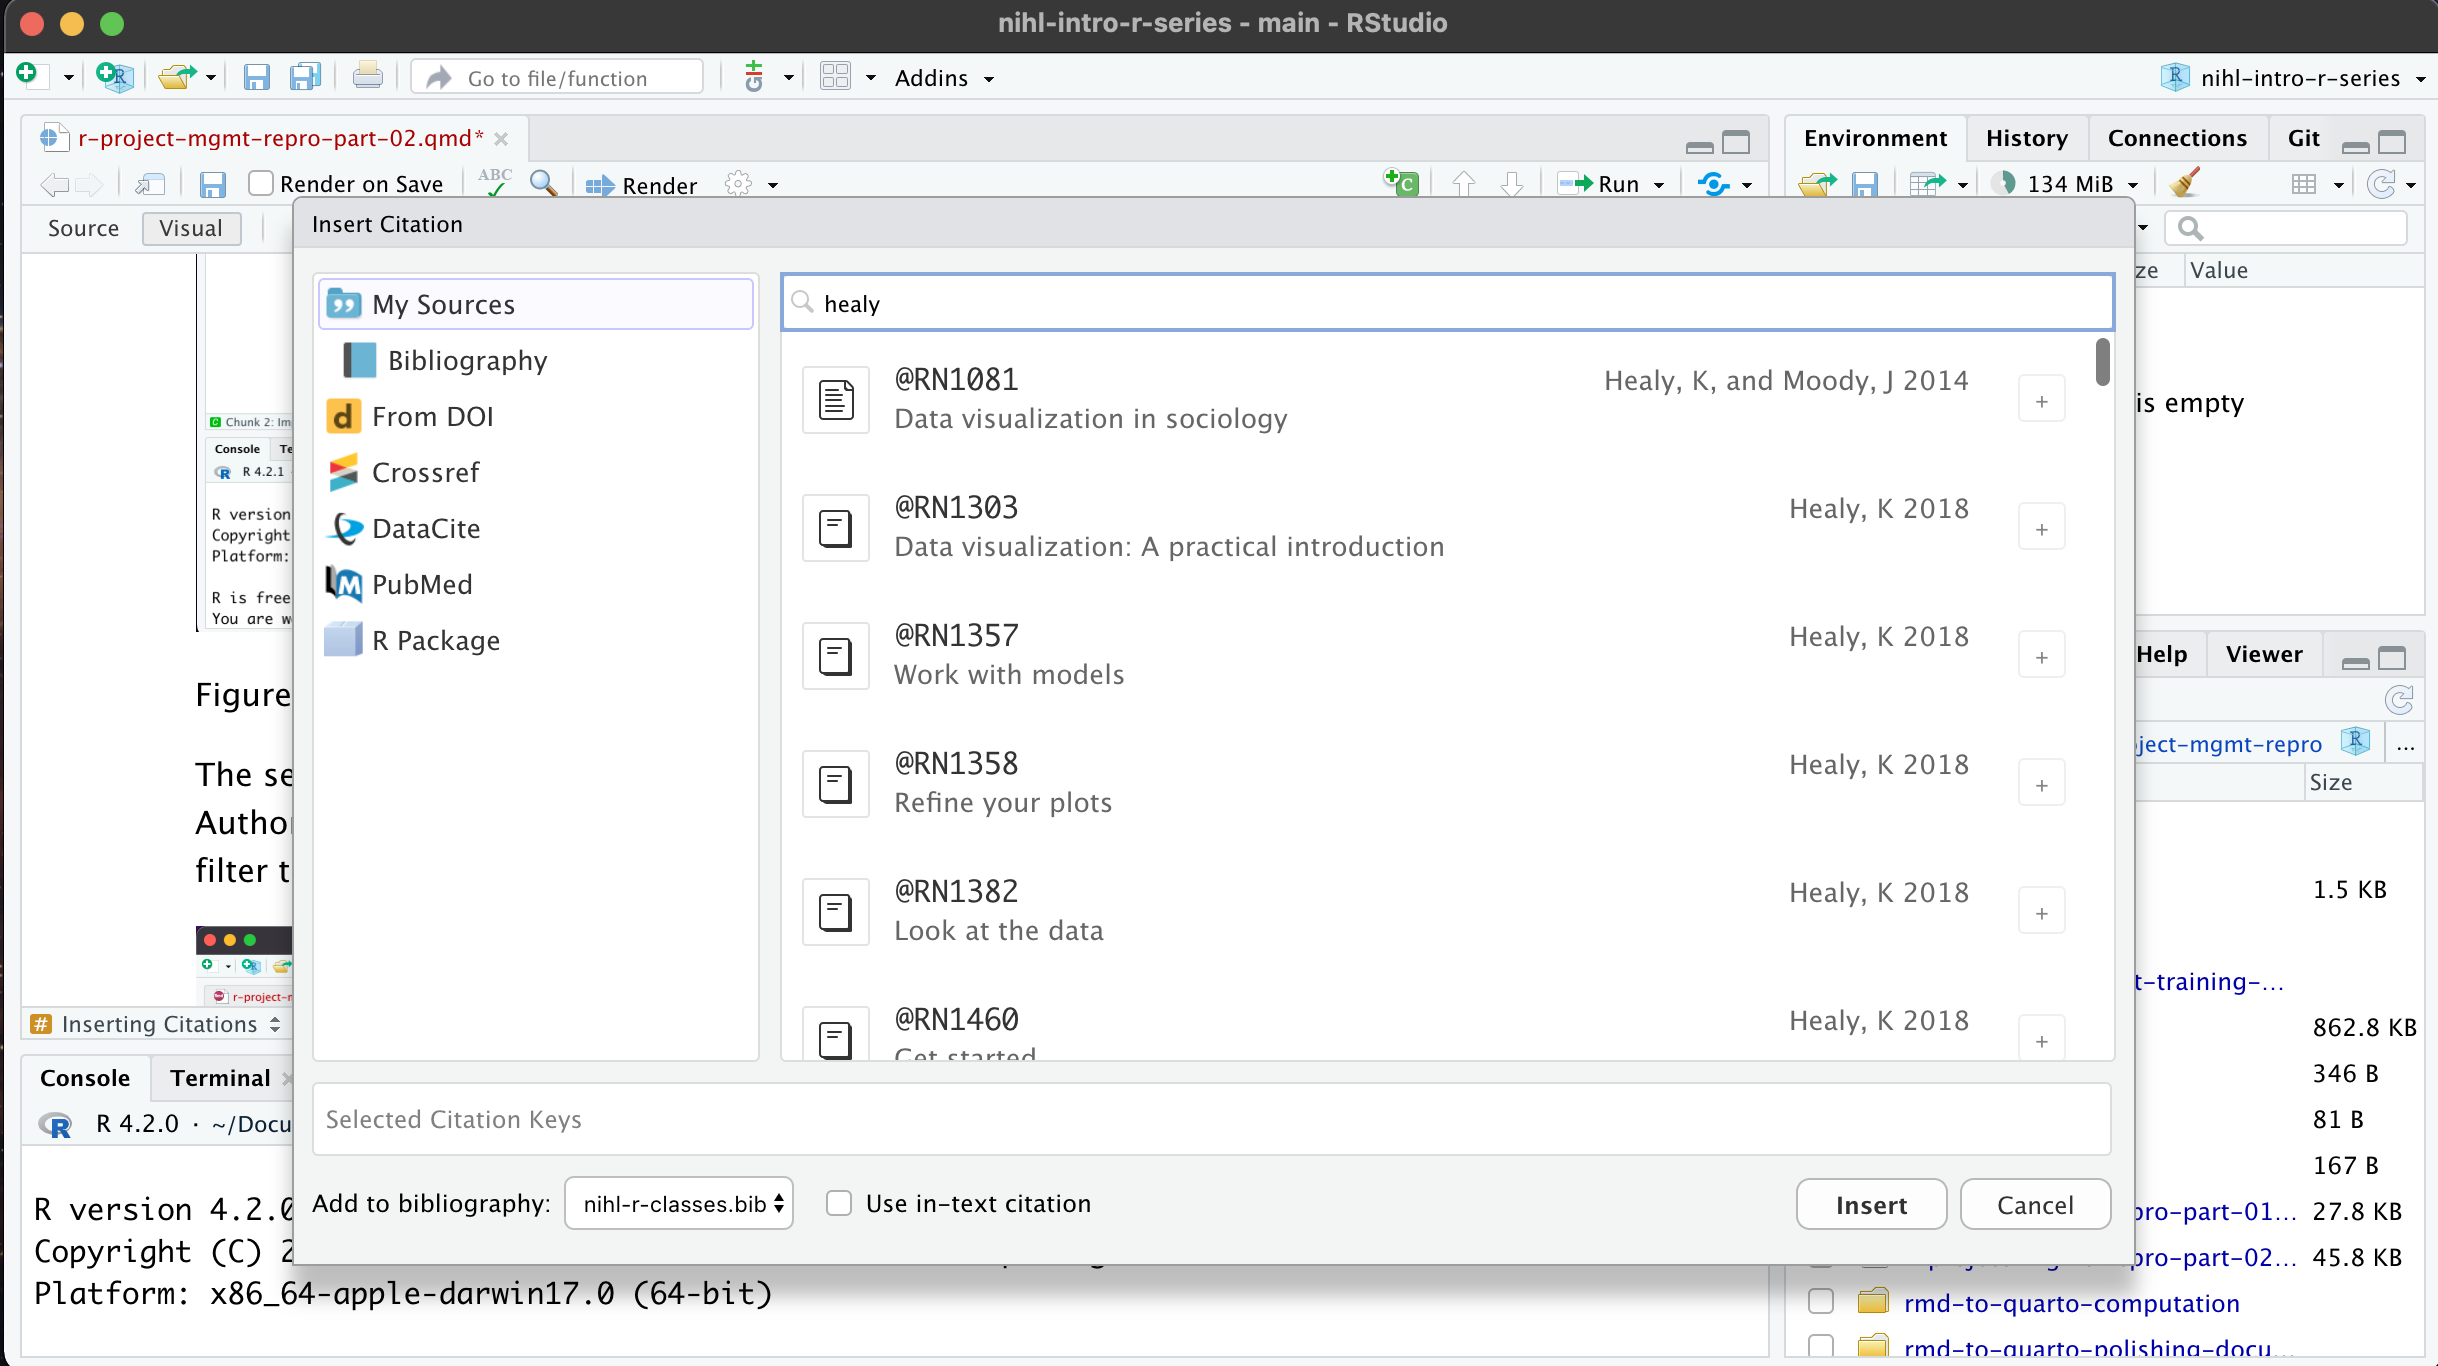 nihl-intro-r-series - main - RStudio
Go to file/function
Addins
nihl-intro-r-series
r-project-mgmt-repro-part-02.qmd*
Render on Save
ABC
Render
Run
Source
Visual
Environment
History
Connections
Git
134 MiB
Value
is empty
Insert Citation
My Sources
Bibliography
From DOI
Crossref
DataCite
PubMed
R Package
healy
@RN1081
Healy, K, and Moody, J 2014
Data visualization in sociology
@RN1303
Healy, K 2018
Data visualization: A practical introduction
@RN1357
Healy, K 2018
Work with models
@RN1358
Healy, K 2018
Refine your plots
@RN1382
Healy, K 2018
Look at the data
@RN1460
Healy, K 2018
Get started
Selected Citation Keys
Add to bibliography:
nihl-r-classes.bib
Use in-text citation
Insert
Cancel
Chunk 2: Im
Console
Te
R 4.2.1
R version
Copyright
Platform:
R is free
You are w
Figure
The se
Autho
filter t
r-project-m
# Inserting Citations
Console
Terminal
R 4.2.0 · ~/Docu
R version 4.2.0
Copyright (C) 2
Platform: x86_64-apple-darwin17.0 (64-bit)
Help
Viewer
ject-mgmt-repro
...
Size
1.5 KB
t-training-...
862.8 KB
346 B
81 B
167 B
pro-part-01...
27.8 KB
pro-part-02...
45.8 KB
rmd-to-quarto-computation
rmd-to-quarto-polishing-docu...